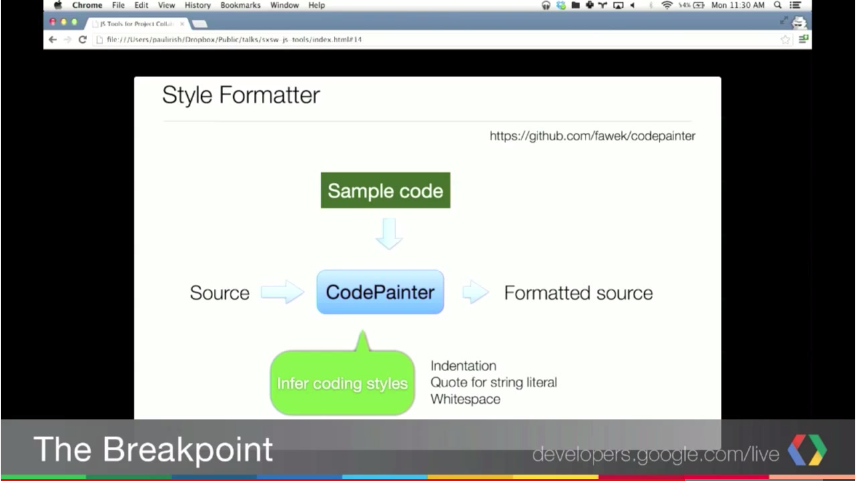 Chrome File Edit View History Bookmarks Window Help Mon 11:30 AM
JS Tools for Project Collab
file:///Users/paulirish/Dropbox/Public/talks/sxsw-js-tools/index.html#14
Style Formatter
https://github.com/fawek/codepainter
Sample code
Source
CodePainter
Formatted source
Infer coding styles
Indentation
Quote for string literal
Whitespace
The Breakpoint
developers.google.com/live